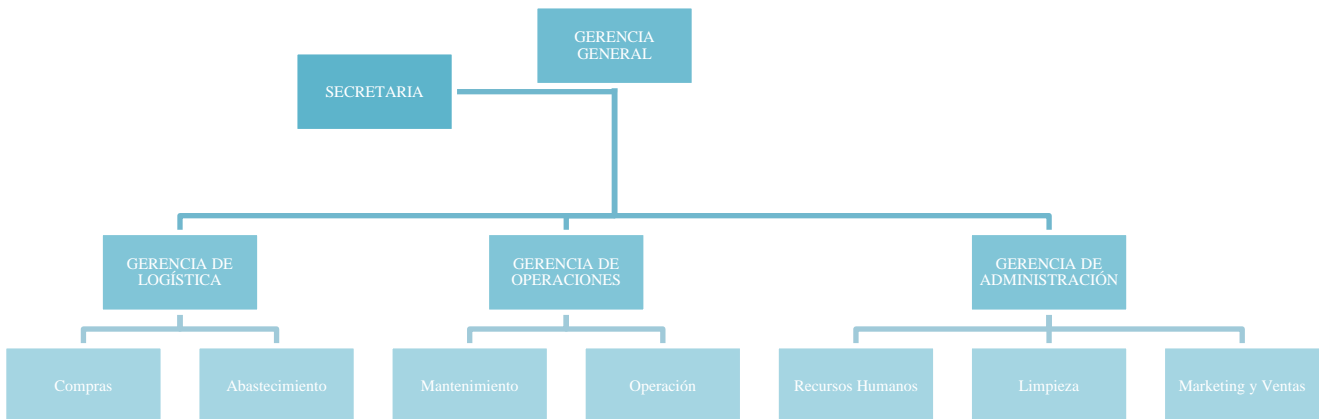 GERENCIA
GENERAL
SECRETARIA
GERENCIA DE
LOGÍSTICA
GERENCIA DE
OPERACIONES
GERENCIA DE
ADMINISTRACIÓN
Compras
Abastecimiento
Mantenimiento
Operación
Recursos Humanos
Limpieza
Marketing y Ventas